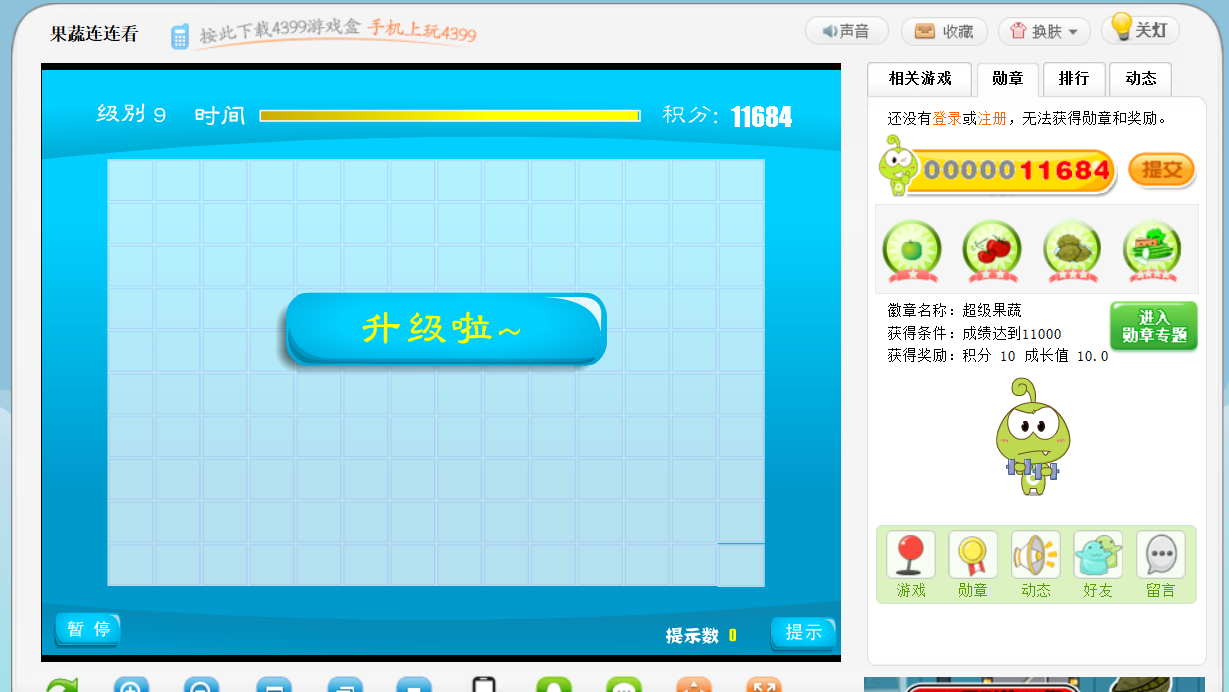 果蔬连连看
按此下载4399游戏盒 手机上玩4399
声音
收藏
换肤
关灯
级别 9 时间 积分: 11684
升级啦~
暂 停
提示数 0
提示
相关游戏 勋章 排行 动态
还没有登录或注册，无法获得勋章和奖励。
0000011684 提交
徽章名称：超级果蔬
获得条件：成绩达到11000
获得奖励：积分 10 成长值 10.0
进入
勋章专题
游戏 勋章 动态 好友 留言